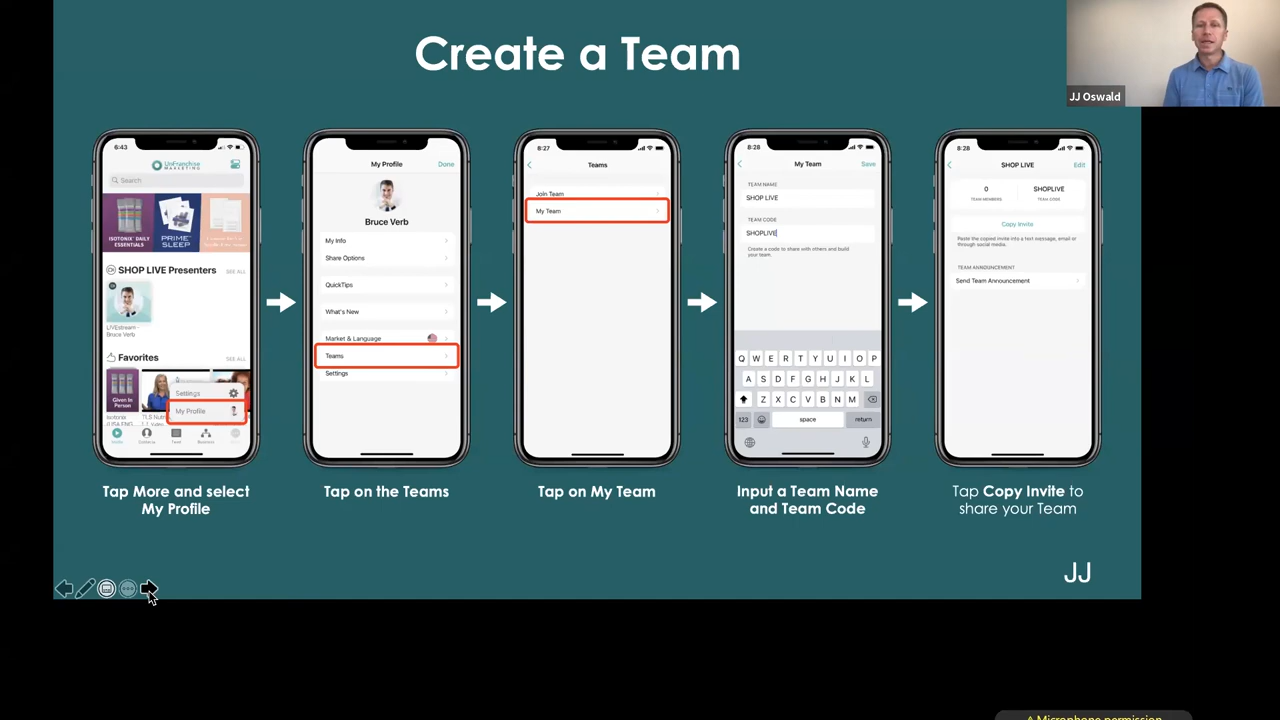 Create a Team
JJ Oswald
6:43
UnFranchise
MARKETING
Search
ISOTONIX DAILY
ESSENTIALS
PRIME
SLEEP
SHOP LIVE Presenters
SEE ALL
LIVEstream -
Bruce Verb
Favorites
SEE ALL
Given In
Person
Settings
My Profile
My Profile
Done
Bruce Verb
My Info
Share Options
QuickTips
What's New
Market & Language
Teams
Settings
8:27
Teams
Join Team
My Team
8:28
My Team
Save
TEAM NAME
SHOP LIVE
TEAM CODE
SHOPLIVE
Create a code to share with others and build
your team.
Q W E R T Y U I O P
A S D F G H J K L
Z X C V B N M
123
space
return
8:28
SHOP LIVE
Edit
0
SHOPLIVE
TEAM MEMBERS
TEAM CODE
Copy Invite
Paste the copied invite into a text message, email or
through social media.
TEAM ANNOUNCEMENT
Send Team Announcement
Tap More and select
My Profile
Tap on the Teams
Tap on My Team
Input a Team Name
and Team Code
Tap Copy Invite to
share your Team
JJ